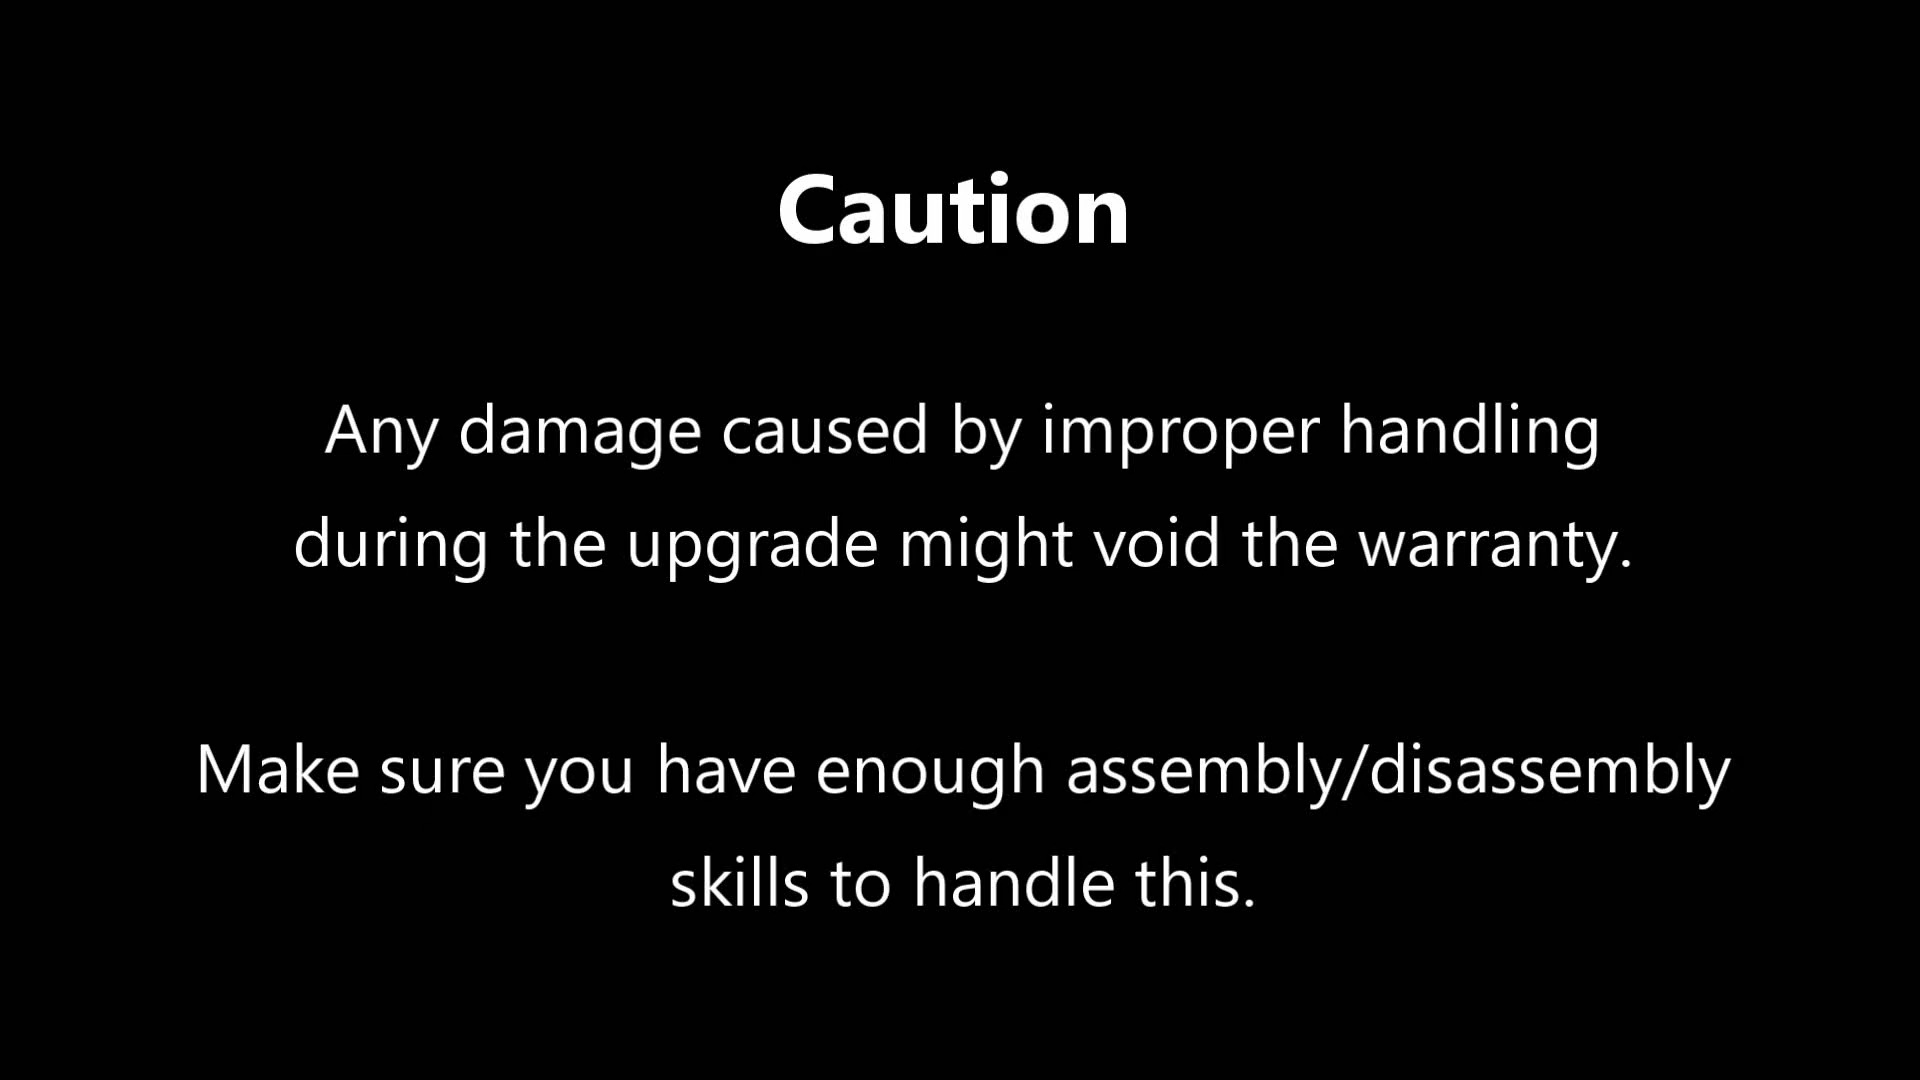 Caution
Any damage caused by improper handling
during the upgrade might void the warranty.
Make sure you have enough assembly/disassembly
skills to handle this.